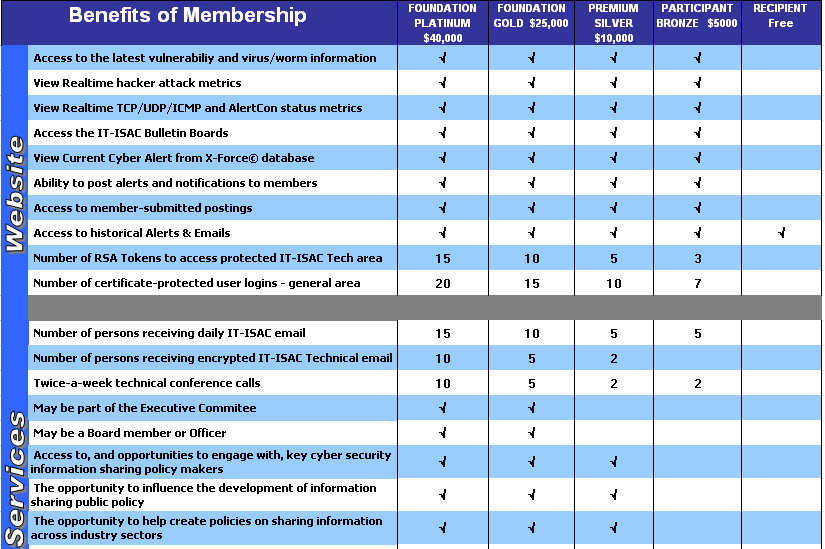 Benefits of Membership
FOUNDATION
PLATINUM
$40,000
FOUNDATION
GOLD $25,000
PREMIUM
SILVER
$10,000
PARTICIPANT
BRONZE $5000
RECIPIENT
Free
Website
Access to the latest vulnerabiliy and virus/worm information √ √ √ √
View Realtime hacker attack metrics √ √ √ √
View Realtime TCP/UDP/ICMP and AlertCon status metrics √ √ √ √
Access the IT-ISAC Bulletin Boards √ √ √ √
View Current Cyber Alert from X-Force© database √ √ √ √
Ability to post alerts and notifications to members √ √ √ √
Access to member-submitted postings √ √ √ √
Access to historical Alerts & Emails √ √ √ √ √
Number of RSA Tokens to access protected IT-ISAC Tech area 15 10 5 3
Number of certificate-protected user logins - general area 20 15 10 7
Services
Number of persons receiving daily IT-ISAC email 15 10 5 5
Number of persons receiving encrypted IT-ISAC Technical email 10 5 2
Twice-a-week technical conference calls 10 5 2 2
May be part of the Executive Commitee √ √
May be a Board member or Officer √ √
Access to, and opportunities to engage with, key cyber security
information sharing policy makers √ √ √
The opportunity to influence the development of information
sharing public policy √ √ √
The opportunity to help create policies on sharing information
across industry sectors √ √ √